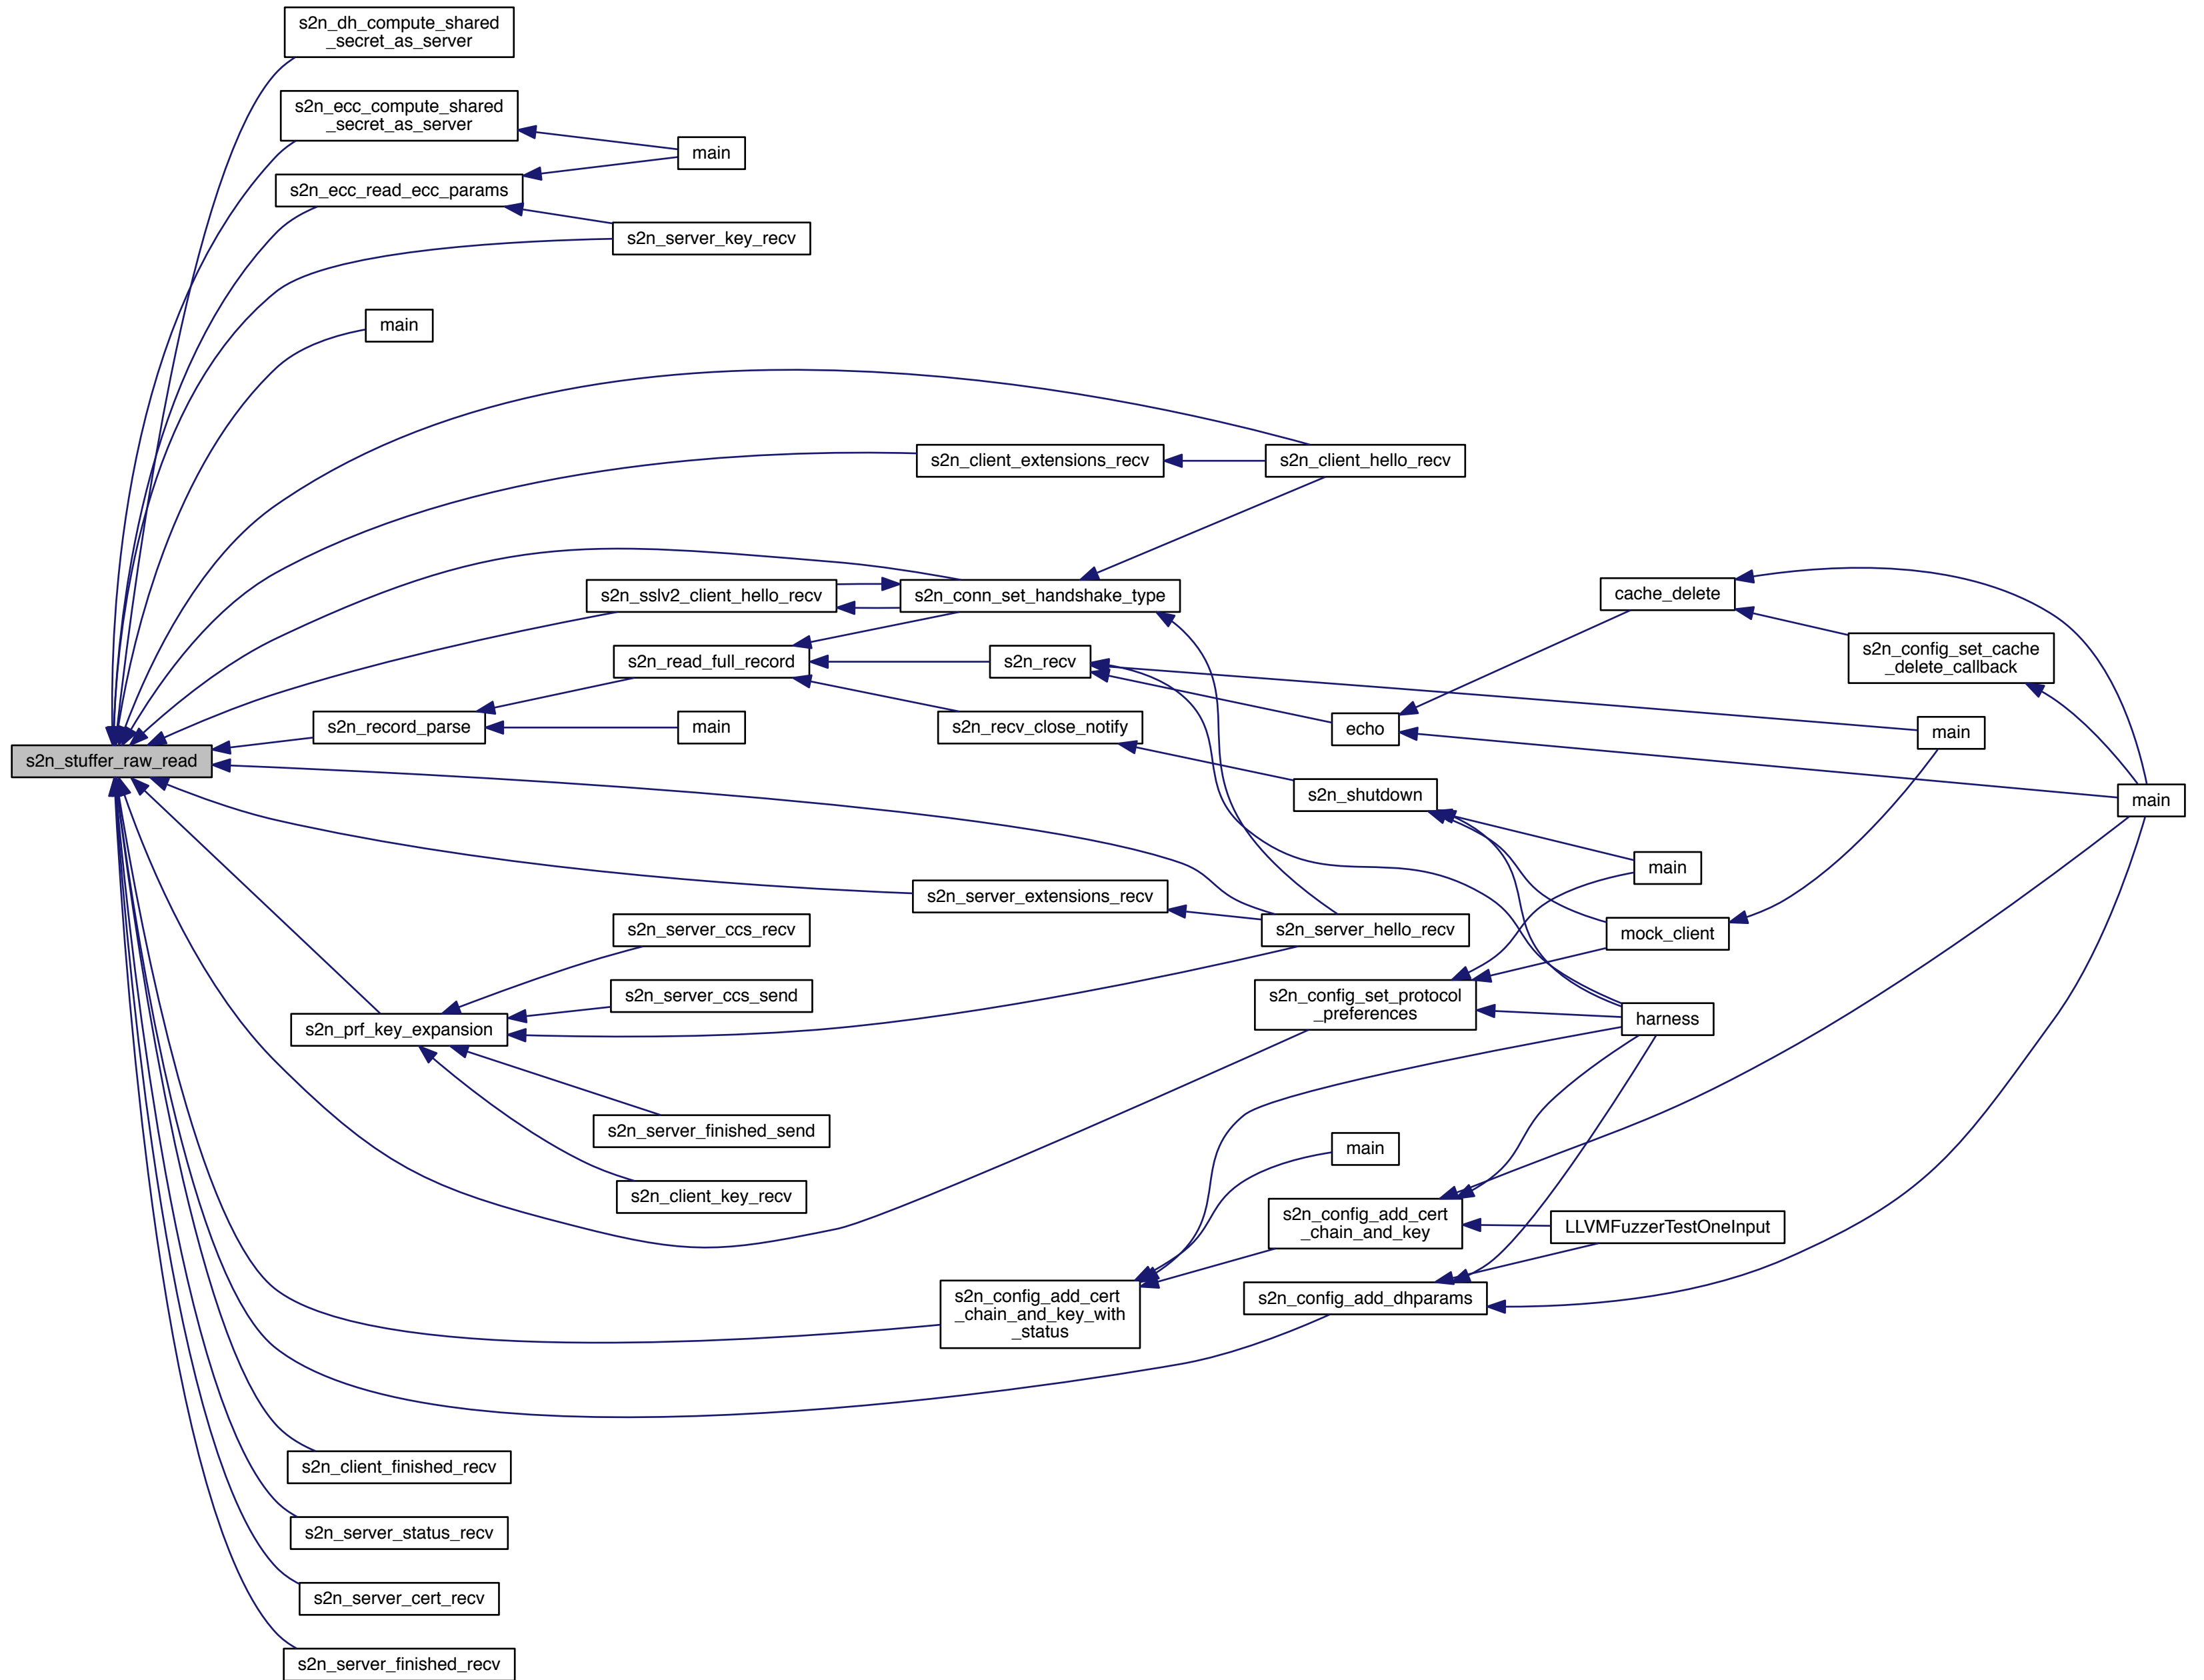 s2n_dh_compute_shared
_secret_as_server
s2n_ecc_compute_shared
_secret_as_server
main
s2n_ecc_read_ecc_params
s2n_server_key_recv
main
s2n_client_extensions_recv
s2n_client_hello_recv
s2n_sslv2_client_hello_recv
s2n_conn_set_handshake_type
cache_delete
s2n_read_full_record
s2n_recv
s2n_config_set_cache
_delete_callback
s2n_record_parse
main
s2n_recv_close_notify
echo
main
s2n_stuffer_raw_read
s2n_shutdown
main
main
s2n_server_extensions_recv
s2n_server_ccs_recv
s2n_server_hello_recv
mock_client
s2n_server_ccs_send
s2n_config_set_protocol
_preferences
s2n_prf_key_expansion
harness
s2n_server_finished_send
main
s2n_client_key_recv
s2n_config_add_cert
_chain_and_key
LLVMFuzzerTestOneInput
s2n_config_add_cert
_chain_and_key_with
_status
s2n_config_add_dhparams
s2n_client_finished_recv
s2n_server_status_recv
s2n_server_cert_recv
s2n_server_finished_recv